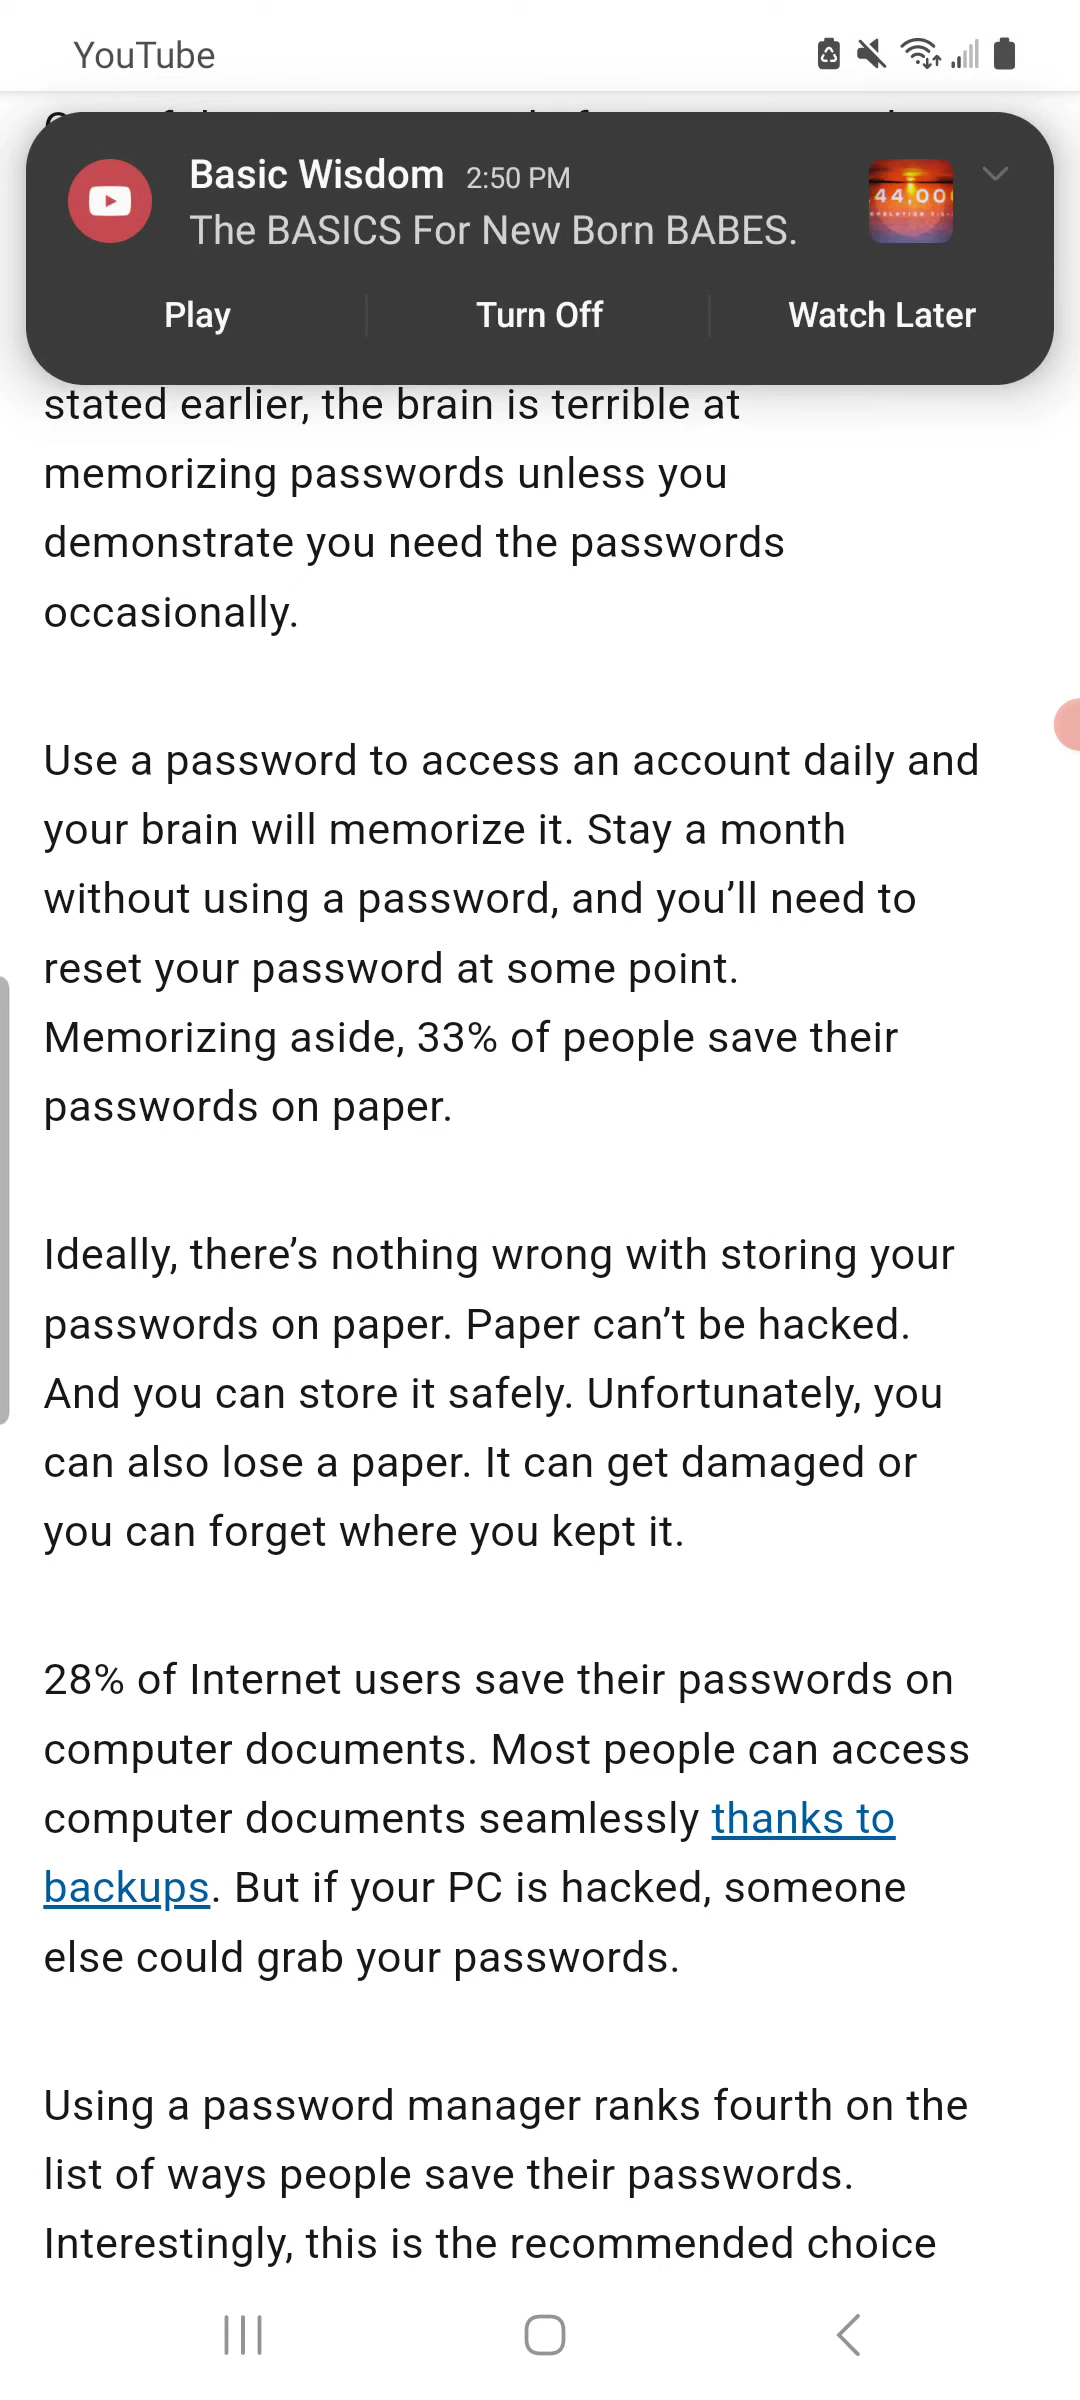 YouTube
Basic Wisdom 2:50 PM
The BASICS For New Born BABES.
44,00
Play
Turn Off
Watch Later
stated earlier, the brain is terrible at
memorizing passwords unless you
demonstrate you need the passwords
occasionally.
Use a password to access an account daily and
your brain will memorize it. Stay a month
without using a password, and you’ll need to
reset your password at some point.
Memorizing aside, 33% of people save their
passwords on paper.
Ideally, there’s nothing wrong with storing your
passwords on paper. Paper can’t be hacked.
And you can store it safely. Unfortunately, you
can also lose a paper. It can get damaged or
you can forget where you kept it.
28% of Internet users save their passwords on
computer documents. Most people can access
computer documents seamlessly thanks to
backups. But if your PC is hacked, someone
else could grab your passwords.
Using a password manager ranks fourth on the
list of ways people save their passwords.
Interestingly, this is the recommended choice